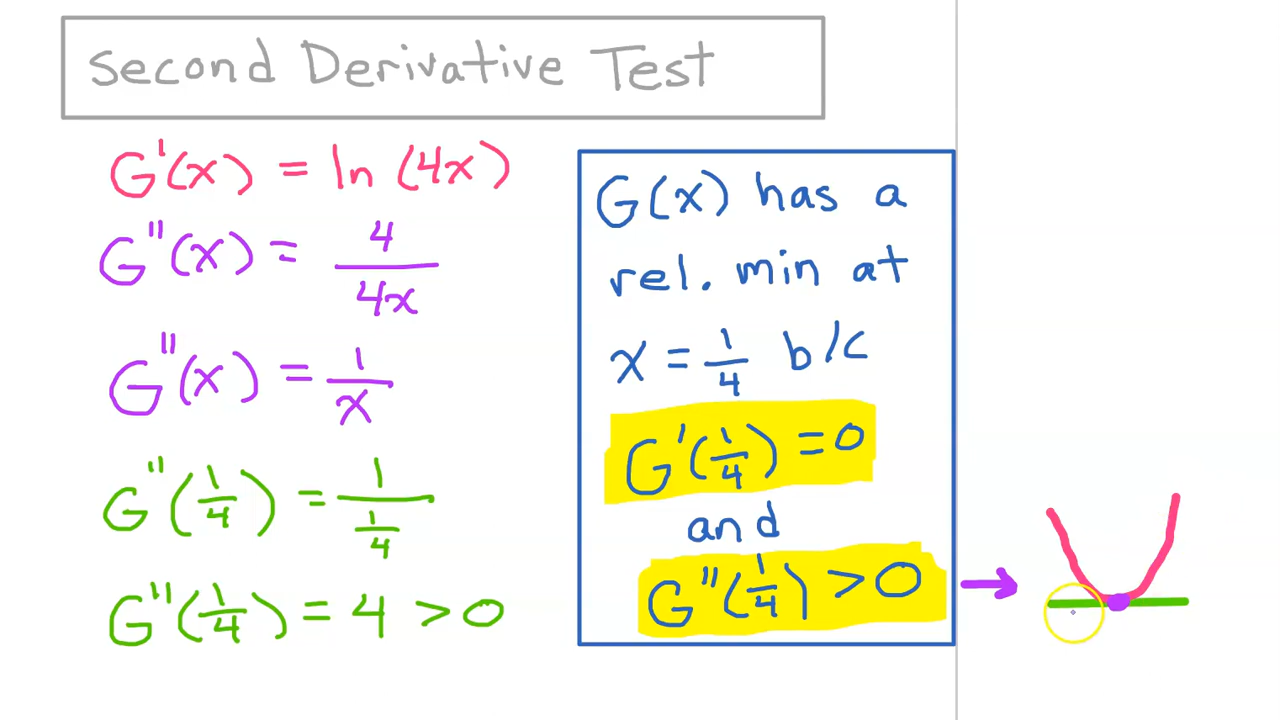 Second Derivative Test
G'(x) = ln (4x)
G''(x) = 4/4x
G''(x) = 1/x
G''(1/4) = 1/(1/4)
G''(1/4) = 4 > 0
G(x) has a
rel. min at
x = 1/4 b/c
G'(1/4) = 0
and
G''(1/4) > 0